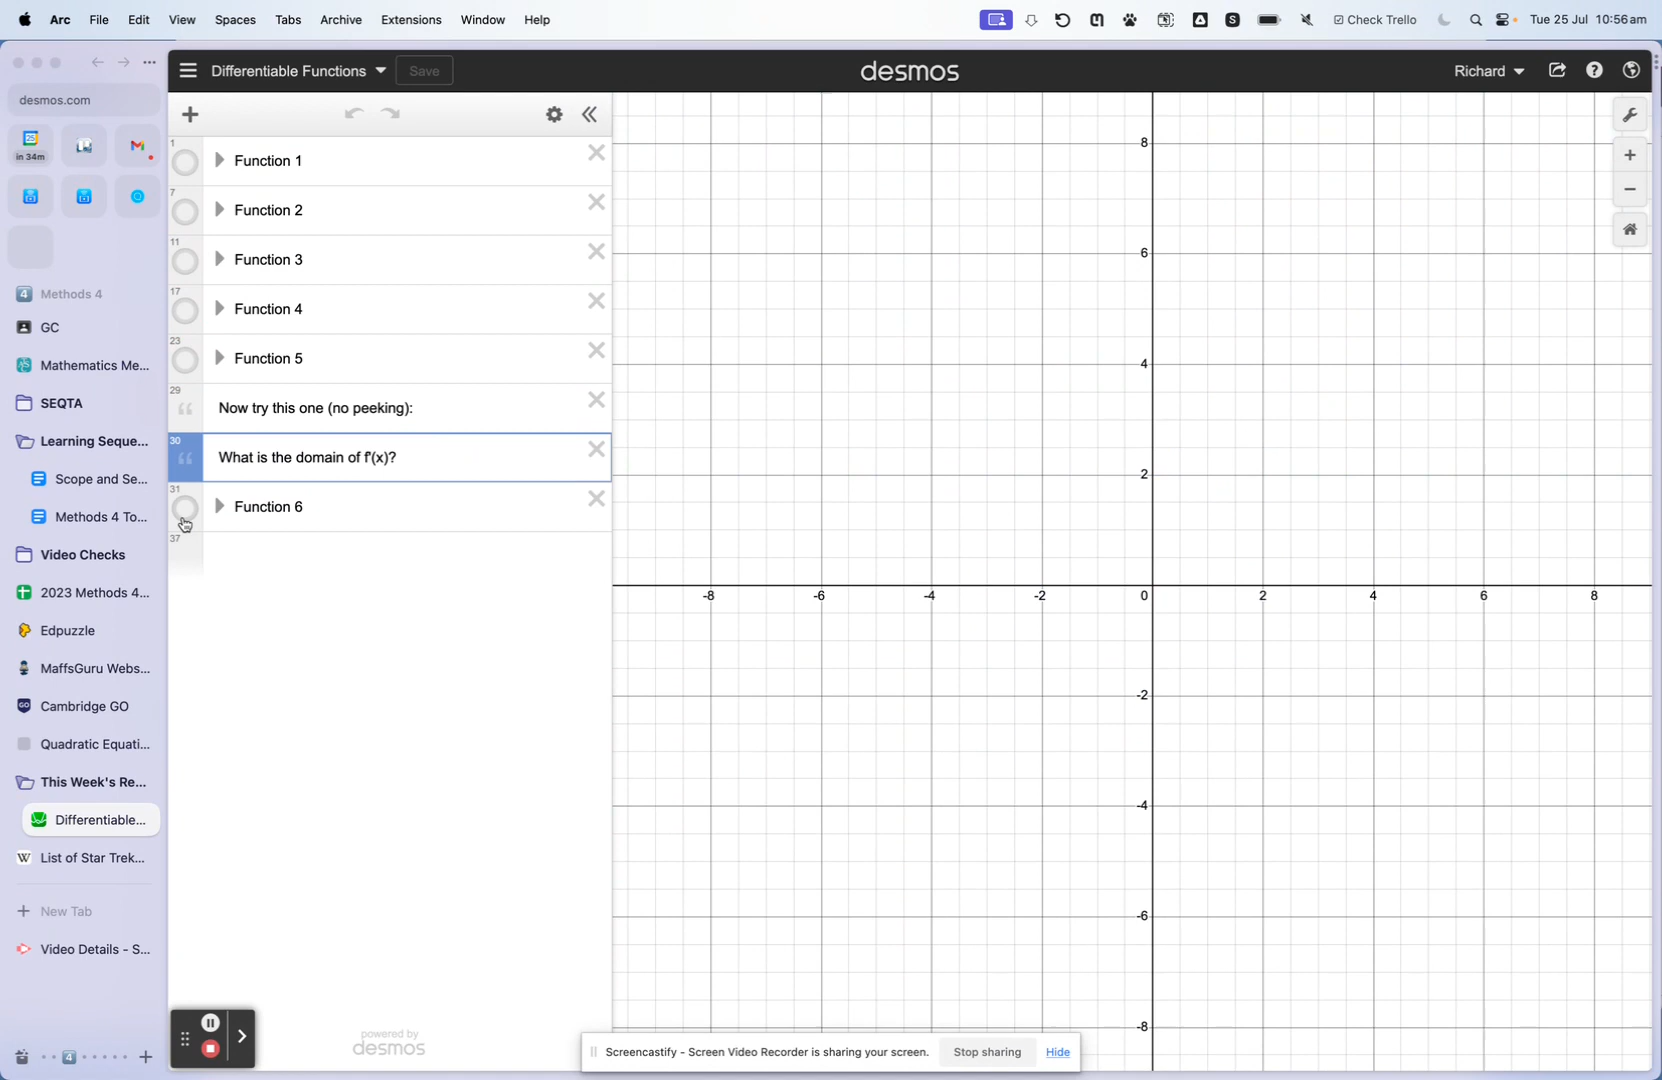 Arc File Edit View Spaces Tabs Archive Extensions Window Help
Check Trello
Tue 25 Jul 10:56 am
desmos.com
25
in 34m
4 Methods 4
GC
Mathematics Me...
SEQTA
Learning Seque...
Scope and Se...
Methods 4 To...
Video Checks
2023 Methods 4...
Edpuzzle
MaffsGuru Webs...
Cambridge GO
Quadratic Equati...
This Week's Re...
Differentiable...
List of Star Trek...
New Tab
Video Details - S...
4
Differentiable Functions
Save
desmos
Richard
1 Function 1
7 Function 2
11 Function 3
17 Function 4
23 Function 5
29 Now try this one (no peeking):
30 What is the domain of f'(x)?
31 Function 6
37
8
6
4
2
-8 -6 -4 -2 0 2 4 6 8
-2
-4
-6
-8
powered by
desmos
Screencastify - Screen Video Recorder is sharing your screen.
Stop sharing
Hide